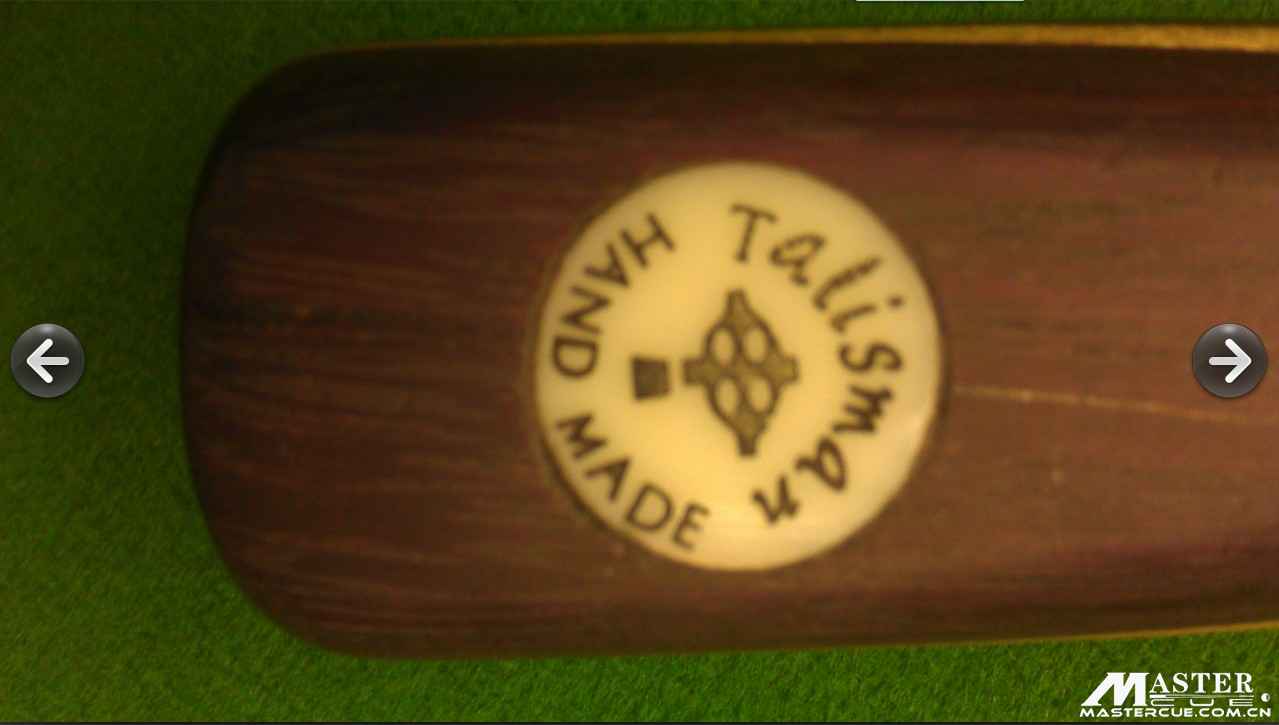 Talisman
HAND MADE
MASTER
CUE
MASTERCUE.COM.CN